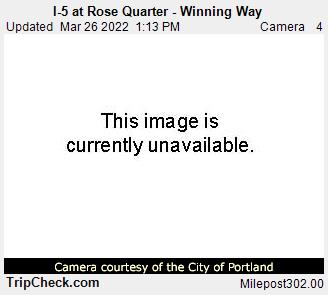 I-5 at Rose Quarter - Winning Way
Updated  Mar 26 2022  1:13 PM  Camera  4
This image is
currently unavailable.
Camera courtesy of the City of Portland
TripCheck.com  Milepost302.00